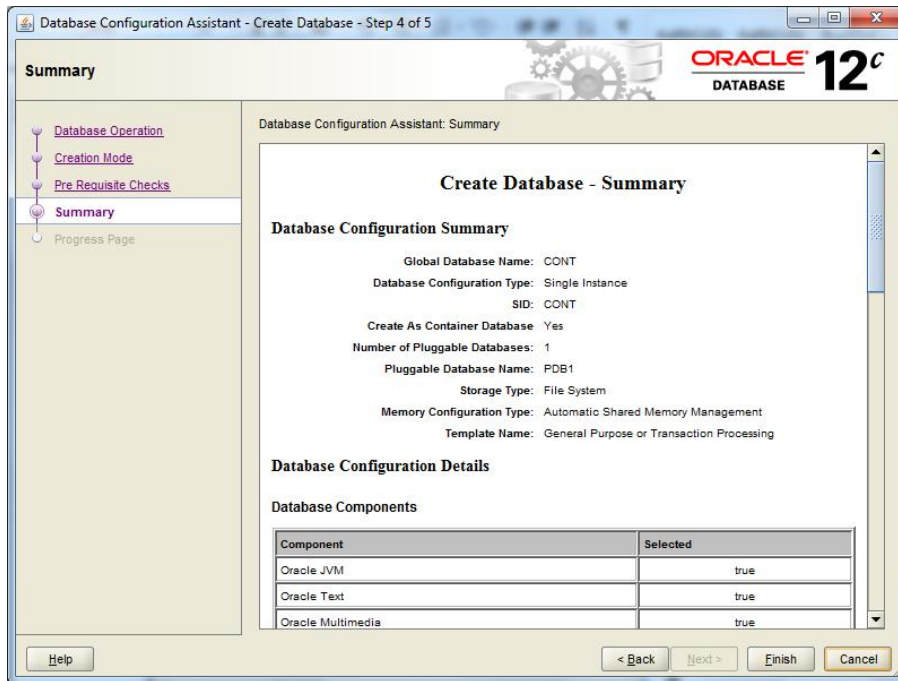 Database Configuration Assistant - Create Database - Step 4 of 5
Summary
ORACLE DATABASE 12c
Database Operation
Creation Mode
Pre Requisite Checks
Summary
Progress Page
Database Configuration Assistant: Summary
Create Database - Summary
Database Configuration Summary
Global Database Name: CONT
Database Configuration Type: Single Instance
SID: CONT
Create As Container Database Yes
Number of Pluggable Databases: 1
Pluggable Database Name: PDB1
Storage Type: File System
Memory Configuration Type: Automatic Shared Memory Management
Template Name: General Purpose or Transaction Processing
Database Configuration Details
Database Components
Component Selected
Oracle JVM true
Oracle Text true
Oracle Multimedia true
Help < Back Next > Finish Cancel